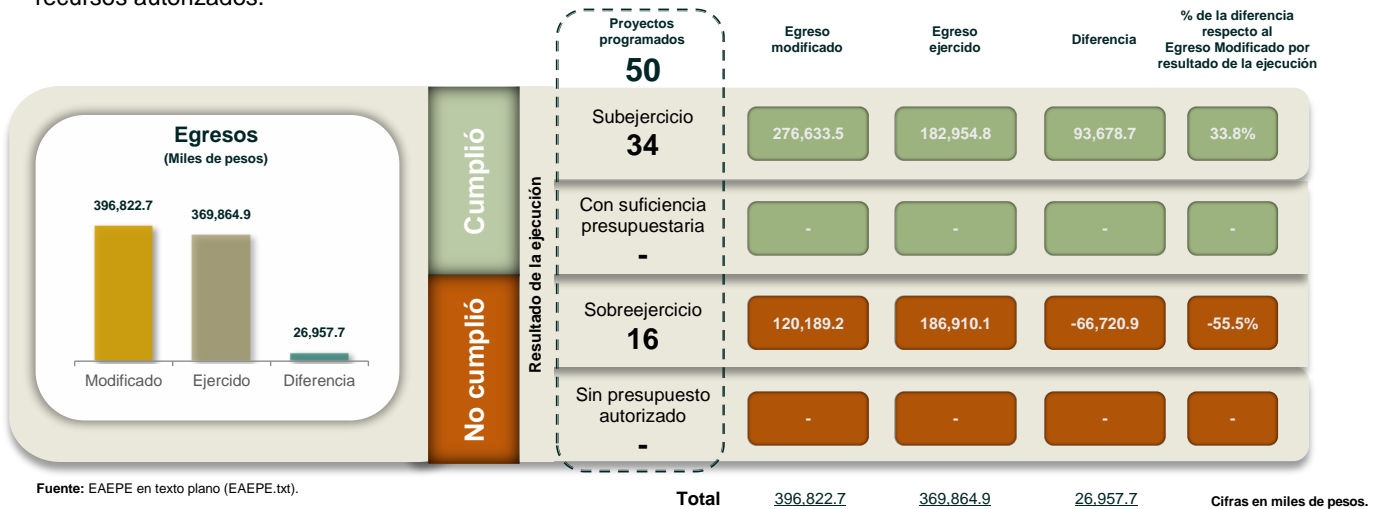 recursos autorizados.
Proyectos
programados
50
Egreso
modificado
Egreso
ejercido
Diferencia
% de la diferencia
respecto al
Egreso Modificado por
resultado de la ejecución
Egresos
(Miles de pesos)
396,822.7
369,864.9
26,957.7
Modificado
Ejercido
Diferencia
Cumplió
No cumplió
Resultado de la ejecución
Subejercicio
34
276,633.5
182,954.8
93,678.7
33.8%
Con suficiencia
presupuestaria
-
-
-
-
-
Sobreejercicio
16
120,189.2
186,910.1
-66,720.9
-55.5%
Sin presupuesto
autorizado
-
-
-
-
-
Fuente: EAEPE en texto plano (EAEPE.txt).
Total
396,822.7
369,864.9
26,957.7
Cifras en miles de pesos.